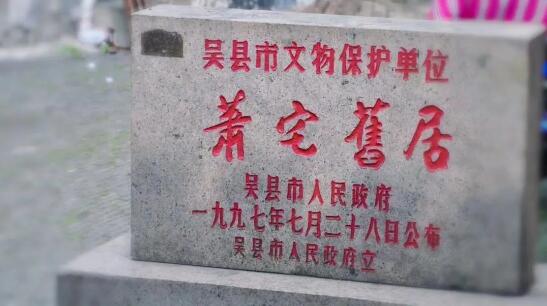 吴县市文物保护单位
萧宅舊居
吴县市人民政府
一九九七年七月二十八日公布
吴县市人民政府立